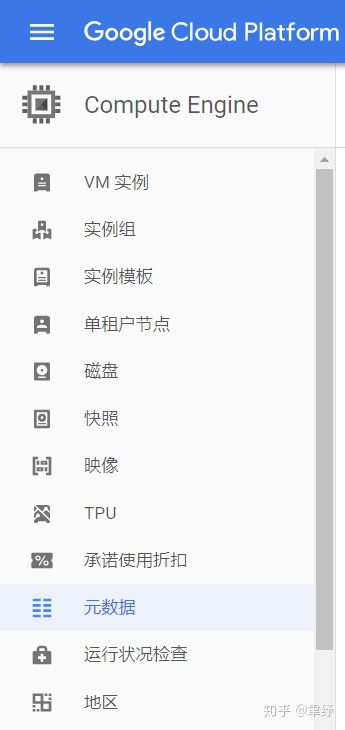 Google Cloud Platform
Compute Engine
VM 实例
实例组
实例模板
单租户节点
磁盘
快照
映像
TPU
承诺使用折扣
元数据
运行状况检查
地区
知乎 @聿纾